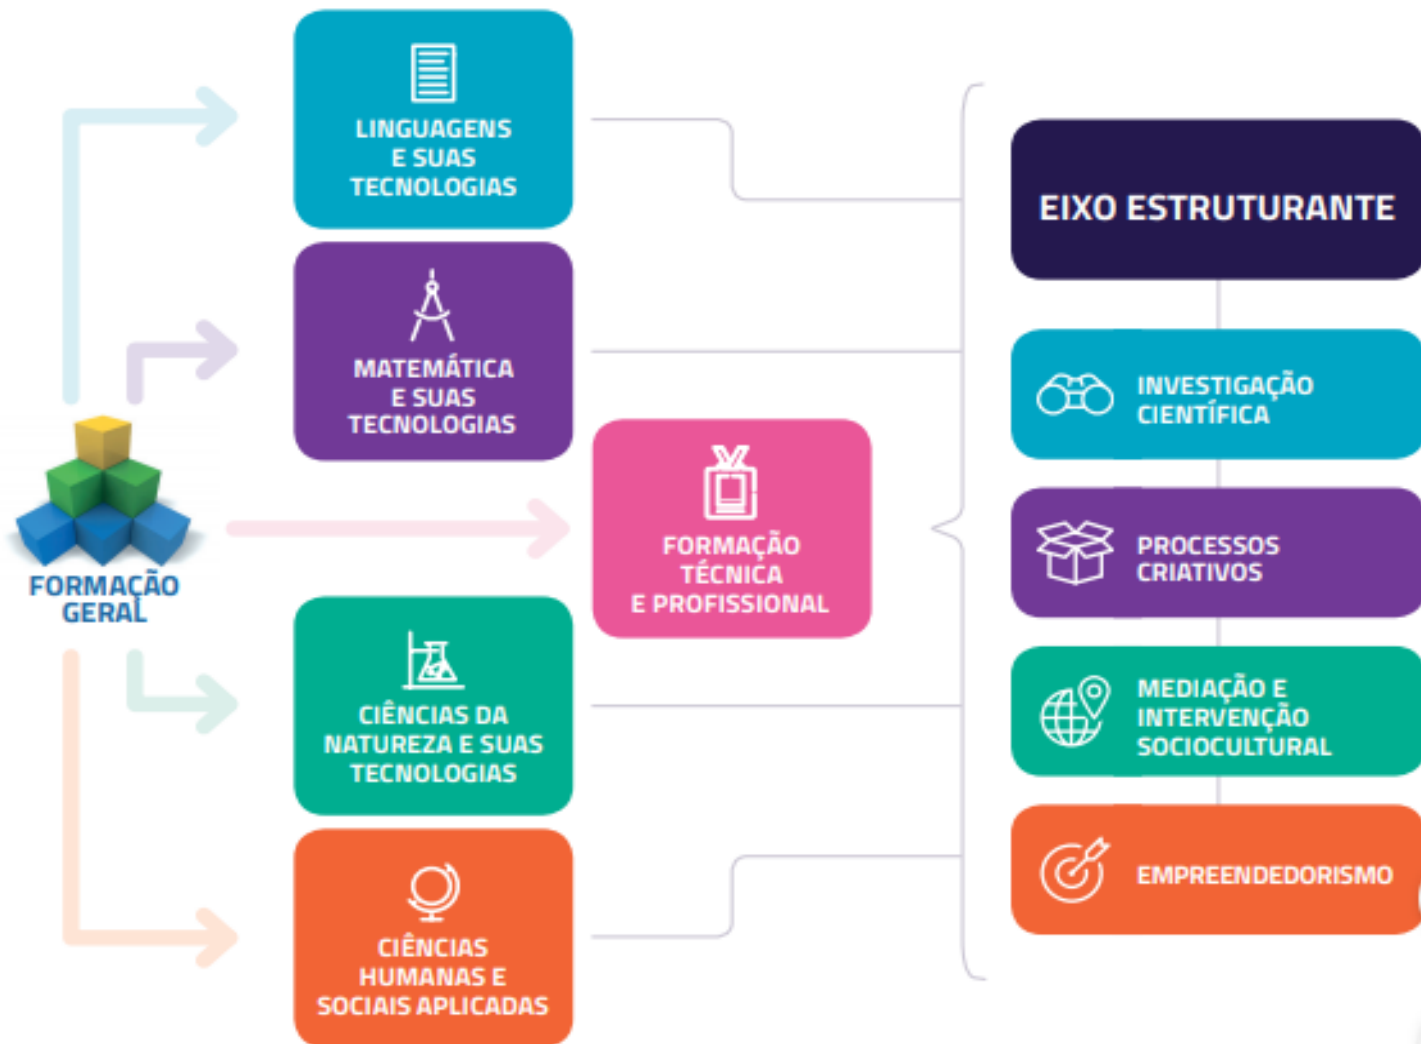 FORMAÇÃO
GERAL
LINGUAGENS
E SUAS
TECNOLOGIAS
MATEMÁTICA
E SUAS
TECNOLOGIAS
FORMAÇÃO
TÉCNICA
E PROFISSIONAL
CIÊNCIAS DA
NATUREZA E SUAS
TECNOLOGIAS
CIÊNCIAS
HUMANAS E
SOCIAIS APLICADAS
EIXO ESTRUTURANTE
INVESTIGAÇÃO
CIENTÍFICA
PROCESSOS
CRIATIVOS
MEDIAÇÃO E
INTERVENÇÃO
SOCIOCULTURAL
EMPREENDEDORISMO